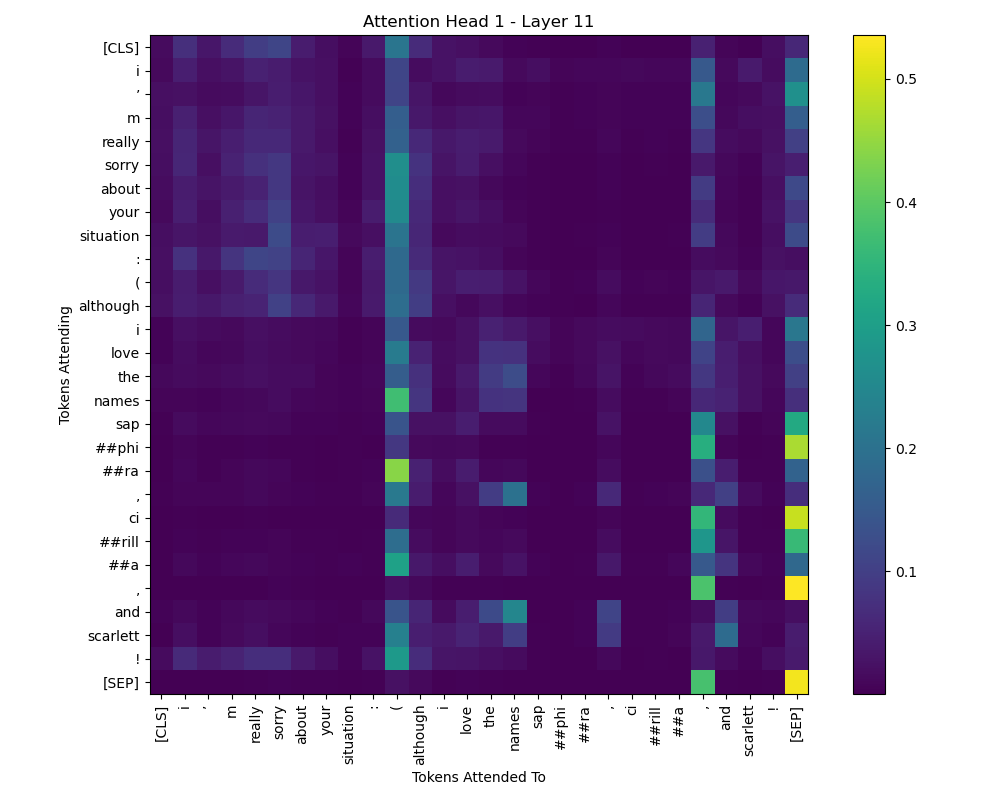 Attention Head 1 - Layer 11
Tokens Attending
[CLS]
i
'
m
really
sorry
about
your
situation
:
(
although
i
love
the
names
sap
##phi
##ra
,
ci
##rill
##a
,
and
scarlett
!
[SEP]
[CLS]
i
'
m
really
sorry
about
your
situation
:
(
although
i
love
the
names
sap
##phi
##ra
,
ci
##rill
##a
,
and
scarlett
!
[SEP]
Tokens Attended To
0.5
0.4
0.3
0.2
0.1